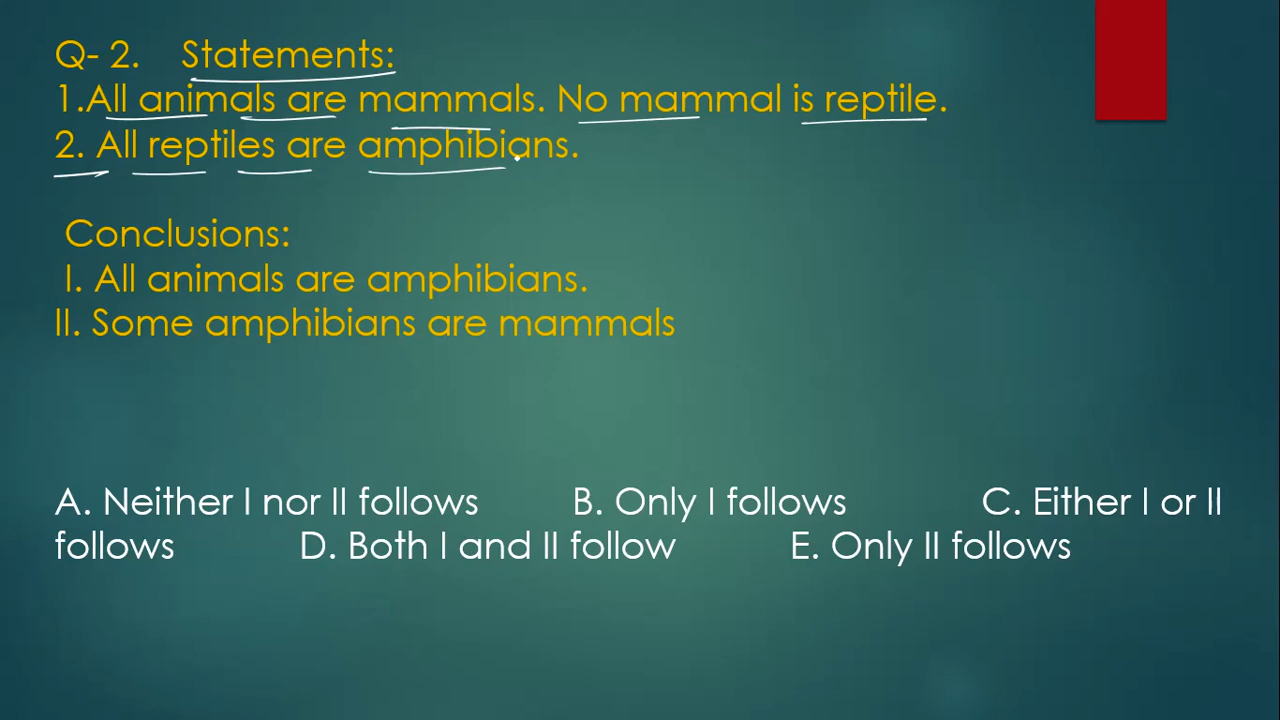 Q- 2. Statements:
1.All animals are mammals. No mammal is reptile.
2. All reptiles are amphibians.
Conclusions:
I. All animals are amphibians.
II. Some amphibians are mammals
A. Neither I nor II follows B. Only I follows C. Either I or II
follows D. Both I and II follow E. Only II follows